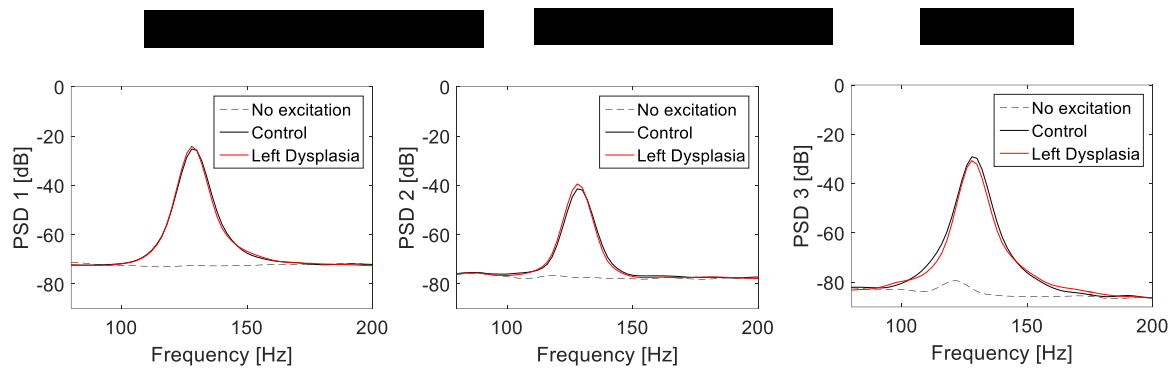 0
-20
-40
-60
-80
PSD 1 [dB]
No excitation
Control
Left Dysplasia
100
150
200
Frequency [Hz]
0
-20
-40
-60
-80
PSD 2 [dB]
No excitation
Control
Left Dysplasia
100
150
200
Frequency [Hz]
0
-20
-40
-60
-80
PSD 3 [dB]
No excitation
Control
Left Dysplasia
100
150
200
Frequency [Hz]